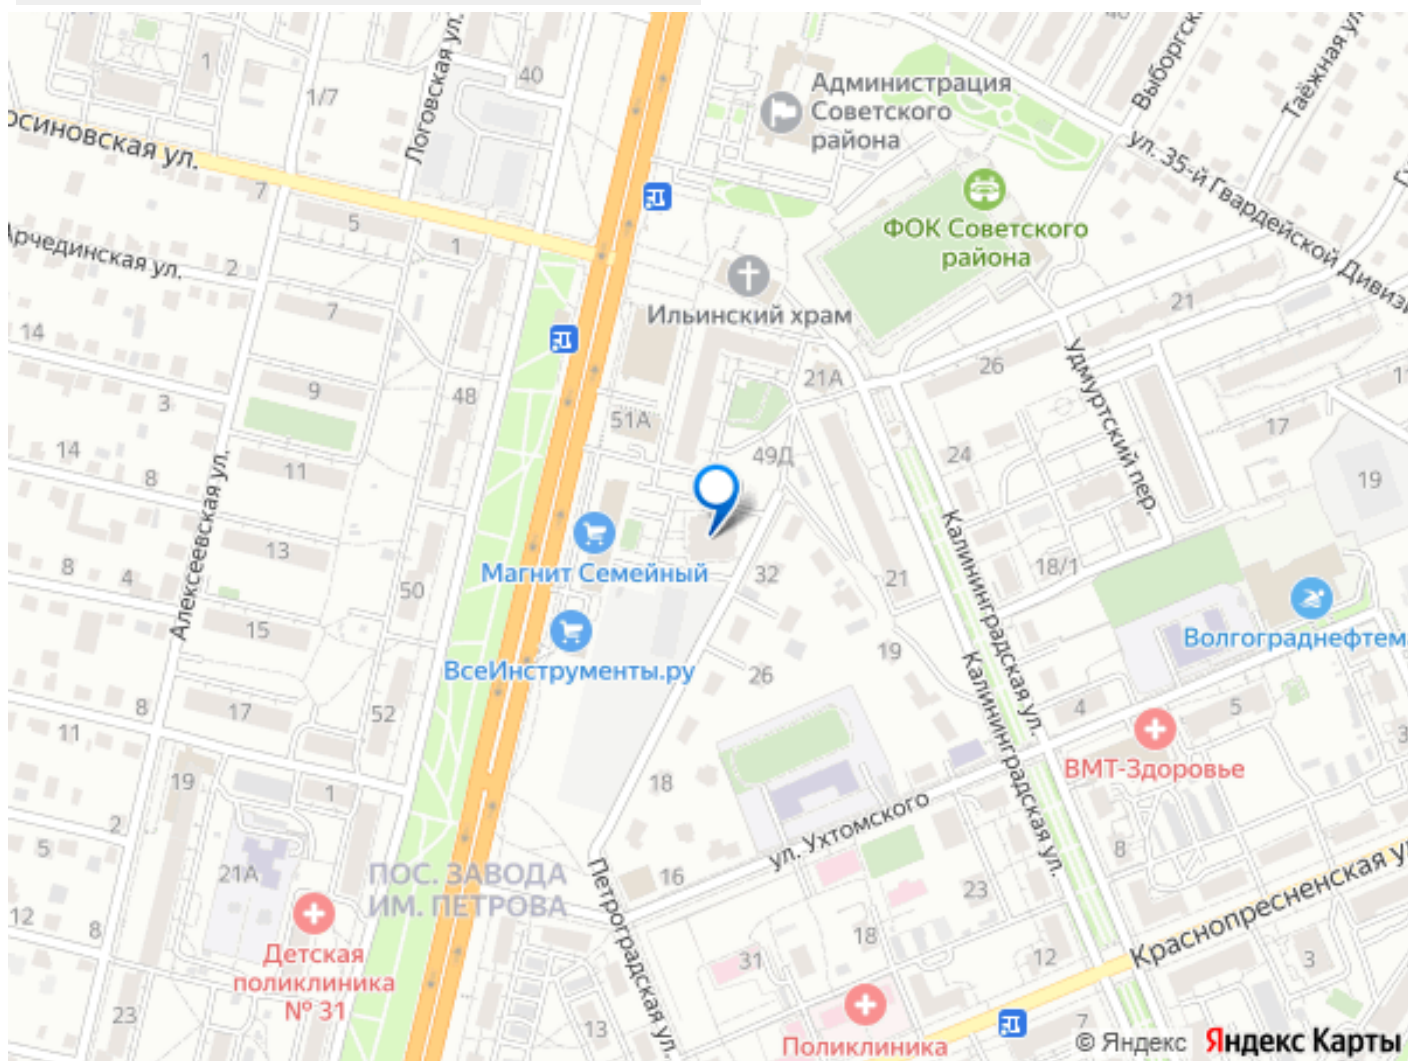 1
40
Логовская ул.
1/7
Выборгск
Таёжная ул
Администрация
Советского
района
осиновская ул.
ул. 35-й Гвардейской Дивизи
7
5
1
ФОК Советского
района
Арчединская ул.
2
7
Ильинский храм
21
14
Удмуртский пер.
26
21А
9
48
3
51А
17
14
11
49Д
24
19
8
Алексеевская ул.
Калининградская ул.
13
Магнит Семейный
32
21
18/1
8
4
50
15
ВсеИнструменты.ру
Волгограднефтем
19
Калининградская ул.
26
17
52
8
11
4
5
3
ВМТ-Здоровье
19
1
18
ул. Ухтомского
2
5
8
21А
ПОС. ЗАВОДА
ИМ. ПЕТРОВА
16
Петроградская ул.
23
Краснопресненская у
12
8
Детская
поликлиника
№ 31
18
31
12
3
23
13
Поликлиника
7
© Яндекс Яндекс Карты